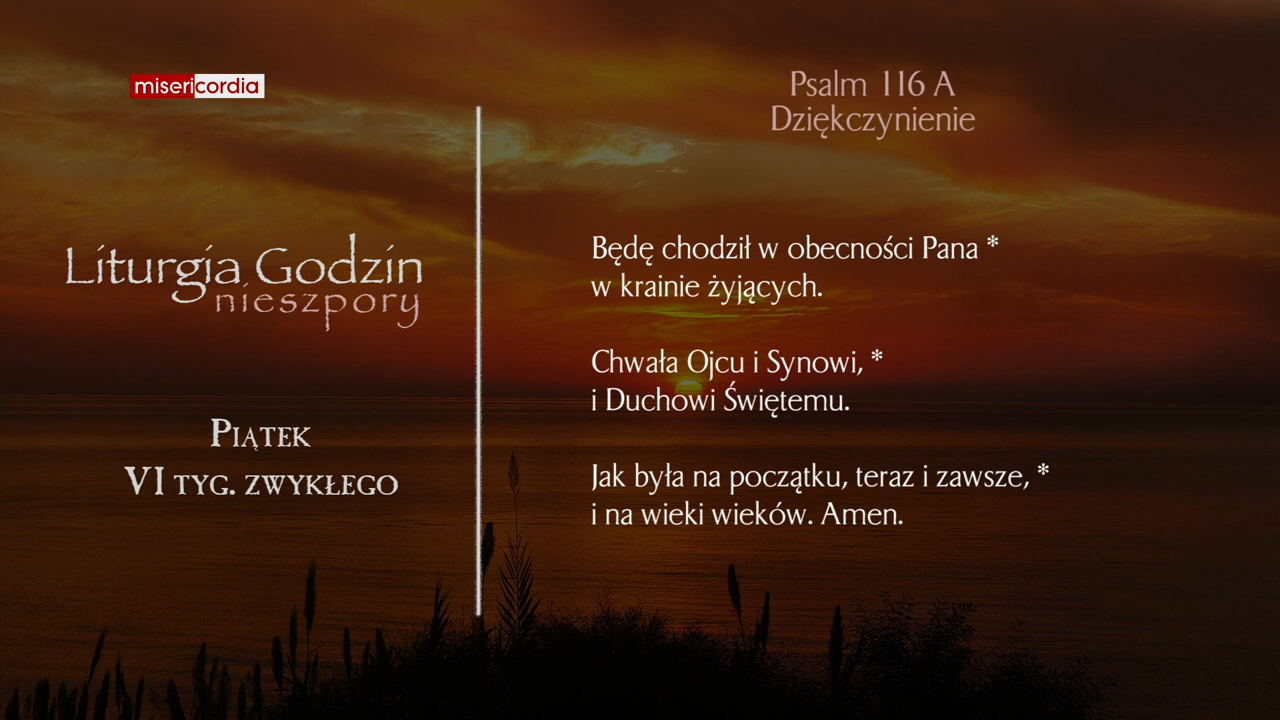 misericordia
Liturgia Godzin
nieszpory
Piątek
VI tyg. zwykłego
Psalm 116 A
Dziękczynienie
Będę chodził w obecności Pana *
w krainie żyjących.
Chwała Ojcu i Synowi, *
i Duchowi Świętemu.
Jak była na początku, teraz i zawsze, *
i na wieki wieków. Amen.